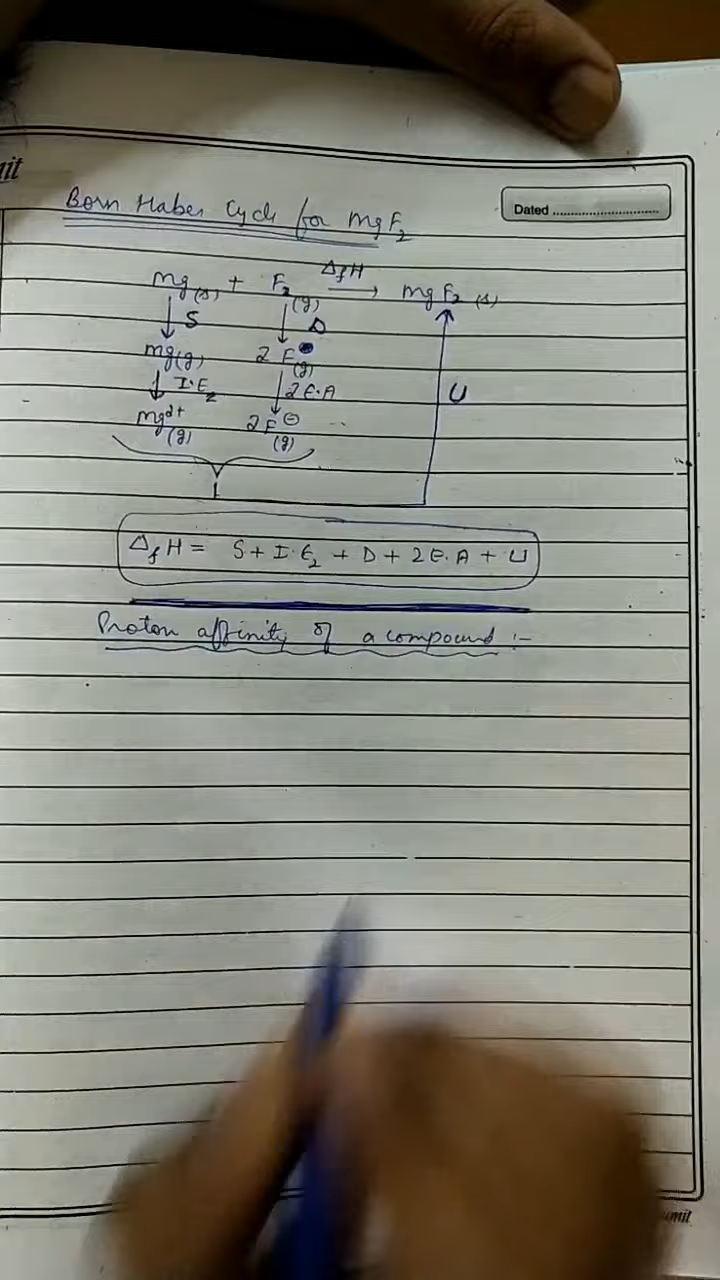 Born Haber Cycle for MgF₂
Dated
Mg(s) + F₂(g) ΔfH → MgF₂(s)
↓ S ↓ D
Mg(g) 2F(g)
↓ I.E₂ ↓ 2E.A U
Mg²⁺(g) 2F⊖(g)
ΔfH = S + I.E₂ + D + 2E.A + U
Proton affinity of a compound :-